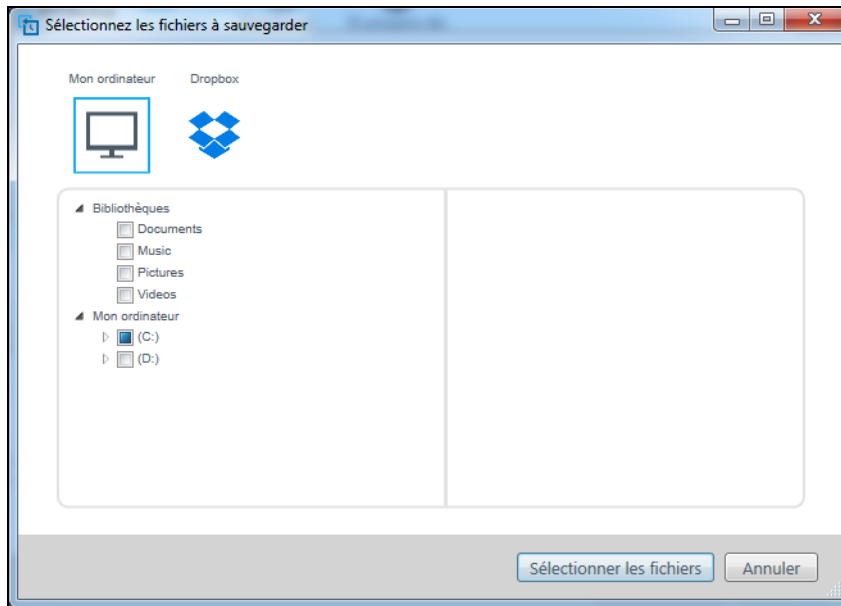 Sélectionnez les fichiers à sauvegarder
Mon ordinateur Dropbox
Bibliothèques
Documents
Music
Pictures
Videos
Mon ordinateur
(C:)
(D:)
Sélectionner les fichiers Annuler